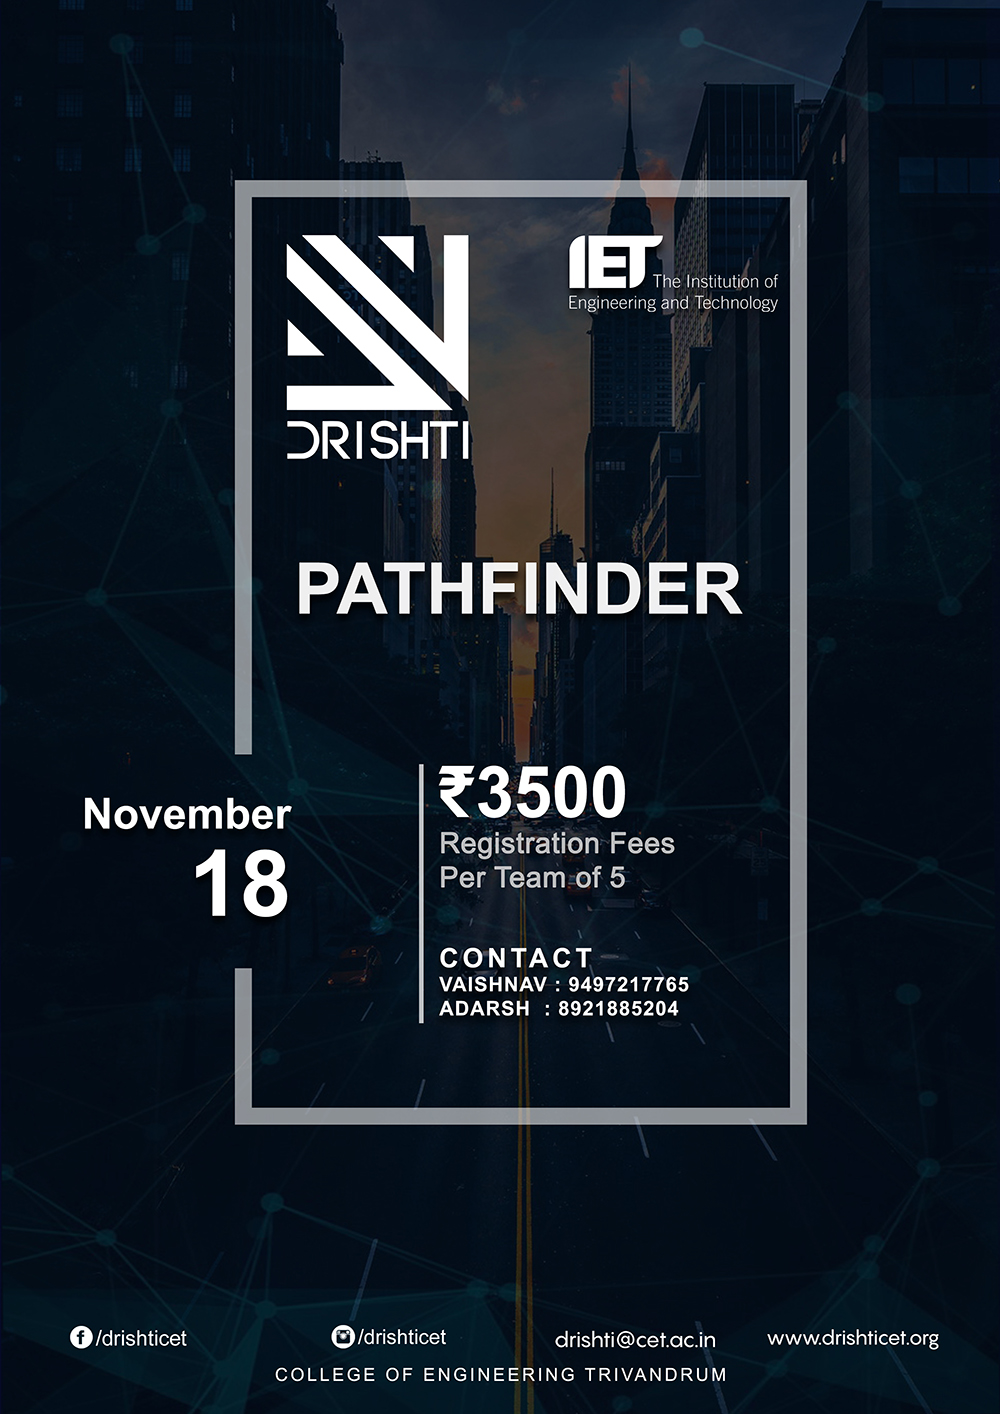 DRISHTI
IET
The Institution of
Engineering and Technology
PATHFINDER
November
18
₹3500
Registration Fees
Per Team of 5
CONTACT
VAISHNAV : 9497217765
ADARSH : 8921885204
/drishticet
/drishticet
drishti@cet.ac.in
www.drishticet.org
COLLEGE OF ENGINEERING TRIVANDRUM